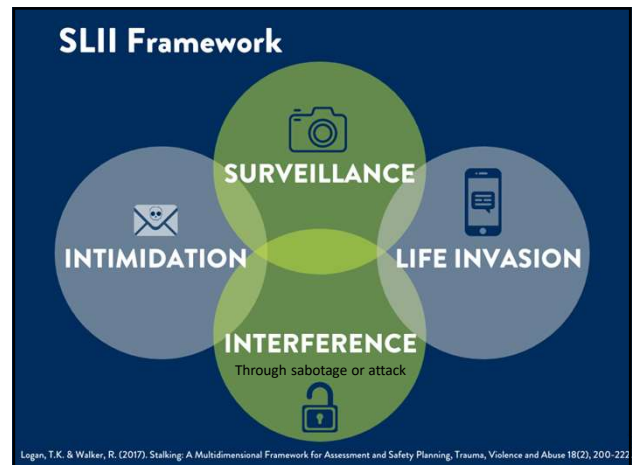 SLII Framework
SURVEILLANCE
INTIMIDATION
LIFE INVASION
INTERFERENCE
Through sabotage or attack
Logan, T.K. & Walker, R. (2017). Stalking: A Multidimensional Framework for Assessment and Safety Planning, Trauma, Violence and Abuse 18(2), 200-222